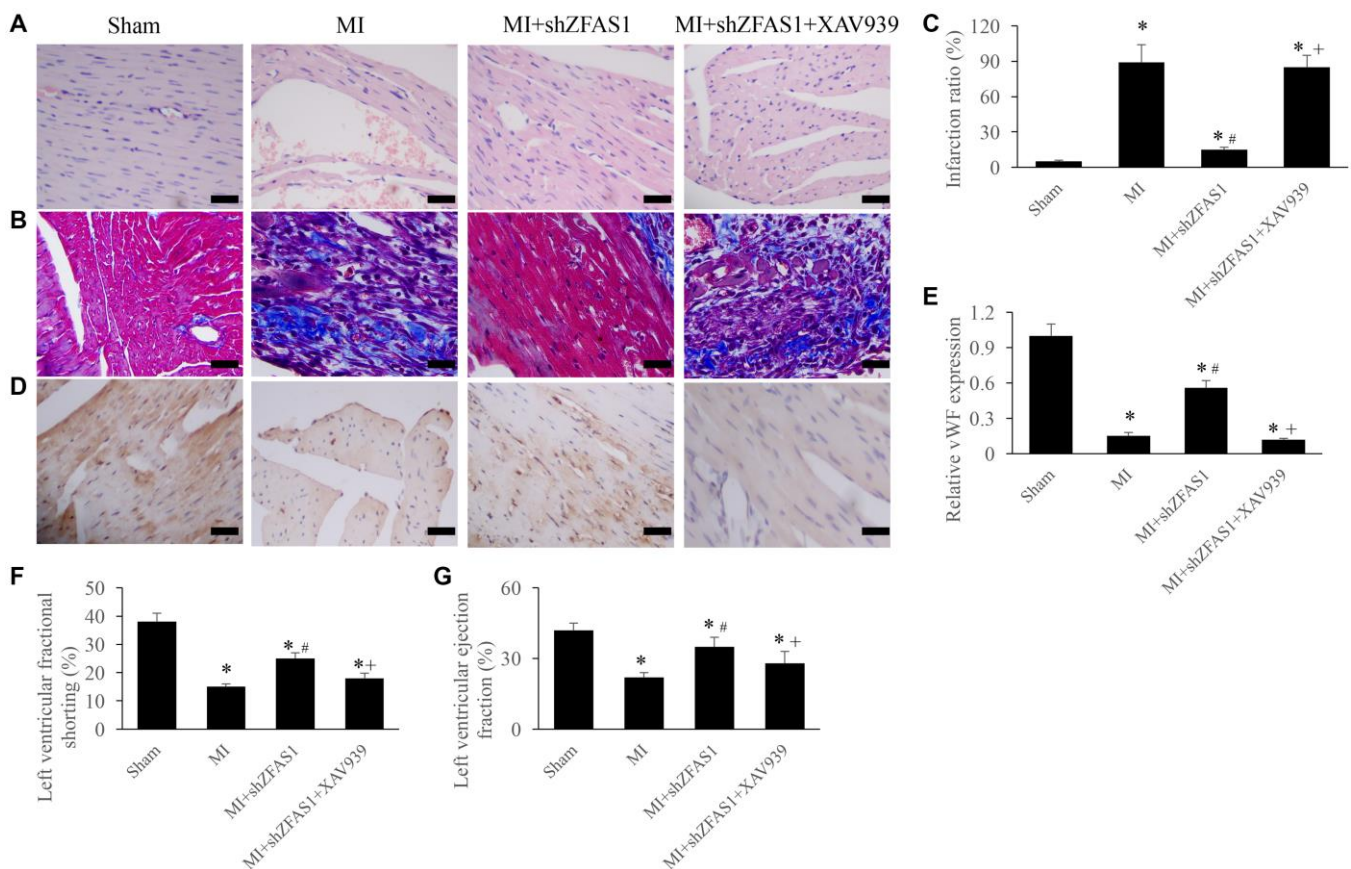 A
Sham
MI
MI+shZFAS1
MI+shZFAS1+XAV939
B
D
C
Infarction ratio (%)
120
90
60
30
0
*
* #
* +
Sham
MI
MI+shZFAS1
MI+shZFAS1+XAV939
E
Relative vWF expression
1.2
0.9
0.6
0.3
0
*
* #
* +
Sham
MI
MI+shZFAS1
MI+shZFAS1+XAV939
F
Left ventricular fractional
shorting (%)
50
40
30
20
10
0
*
* #
* +
Sham
MI
MI+shZFAS1
MI+shZFAS1+XAV939
G
Left ventricular ejection
fraction (%)
60
30
0
*
* #
* +
Sham
MI
MI+shZFAS1
MI+shZFAS1+XAV939